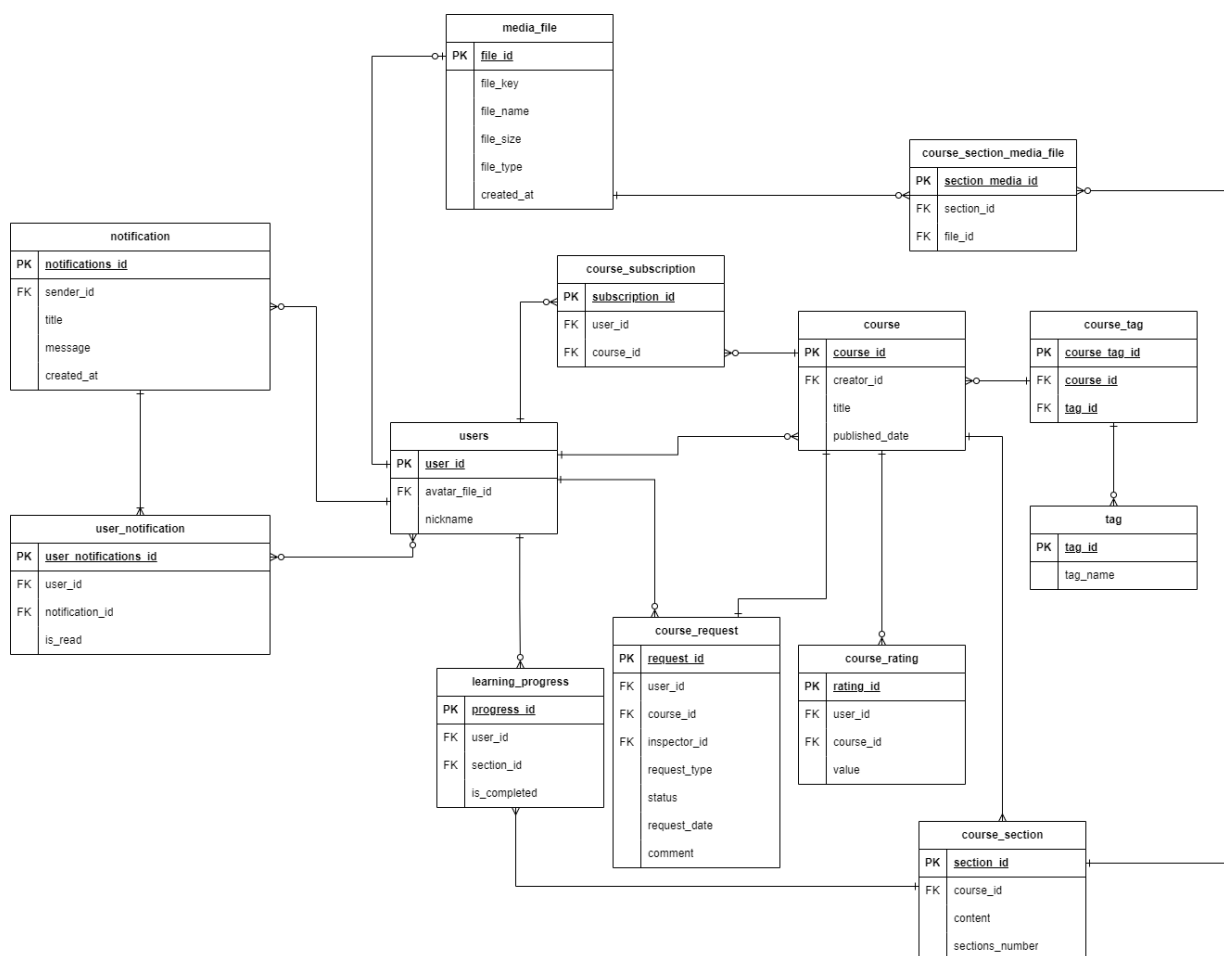 media_file
PK file_id
file_key
file_name
file_size
file_type
created_at
course_section_media_file
PK section_media_id
FK section_id
FK file_id
notification
PK notifications_id
FK sender_id
title
message
created_at
course_subscription
PK subscription_id
FK user_id
FK course_id
course
PK course_id
FK creator_id
title
published_date
course_tag
PK course_tag_id
FK course_id
FK tag_id
users
PK user_id
FK avatar_file_id
nickname
user_notification
PK user_notifications_id
FK user_id
FK notification_id
is_read
tag
PK tag_id
tag_name
course_request
PK request_id
FK user_id
FK course_id
FK inspector_id
request_type
status
request_date
comment
course_rating
PK rating_id
FK user_id
FK course_id
value
learning_progress
PK progress_id
FK user_id
FK section_id
is_completed
course_section
PK section_id
FK course_id
content
sections_number